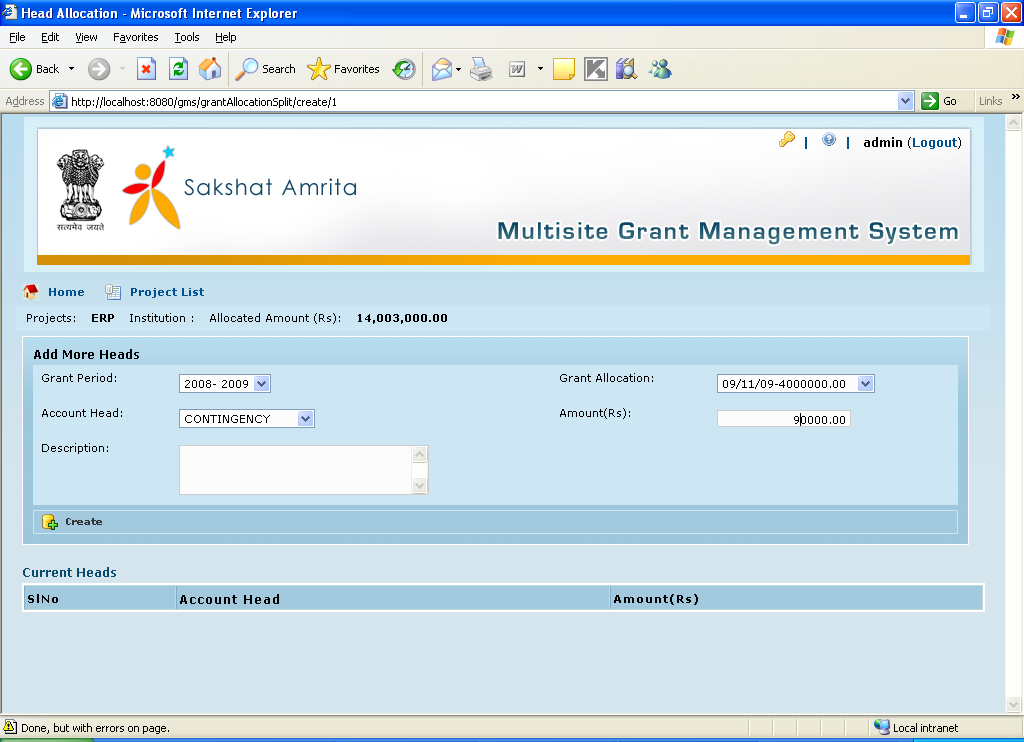 Head Allocation - Microsoft Internet Explorer
File Edit View Favorites Tools Help
Back Search Favorites
Address http://localhost:8080/gms/grantAllocationSplit/create/1 Go Links »
| | admin (Logout)
सत्यमेव जयते
Sakshat Amrita
Multisite Grant Management System
Home Project List
Projects: ERP Institution : Allocated Amount (Rs): 14,003,000.00
Add More Heads
Grant Period: 2008- 2009 Grant Allocation: 09/11/09-4000000.00
Account Head: CONTINGENCY Amount(Rs): 90000.00
Description:
Create
Current Heads
SlNo Account Head Amount(Rs)
Done, but with errors on page. Local intranet